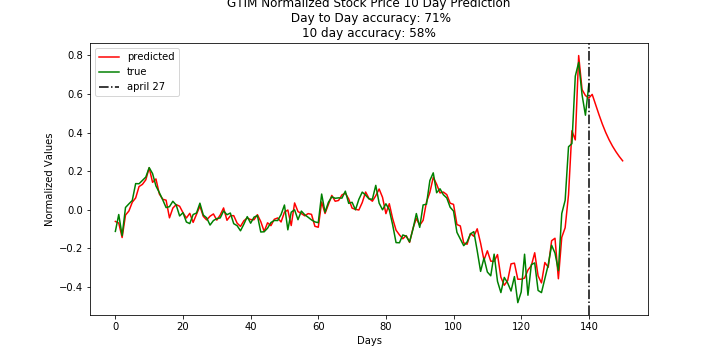 GTIM Normalized Stock Price 10 Day Prediction
Day to Day accuracy: 71%
10 day accuracy: 58%
predicted
true
april 27
Normalized Values
0.8
0.6
0.4
0.2
0.0
−0.2
−0.4
0 20 40 60 80 100 120 140
Days